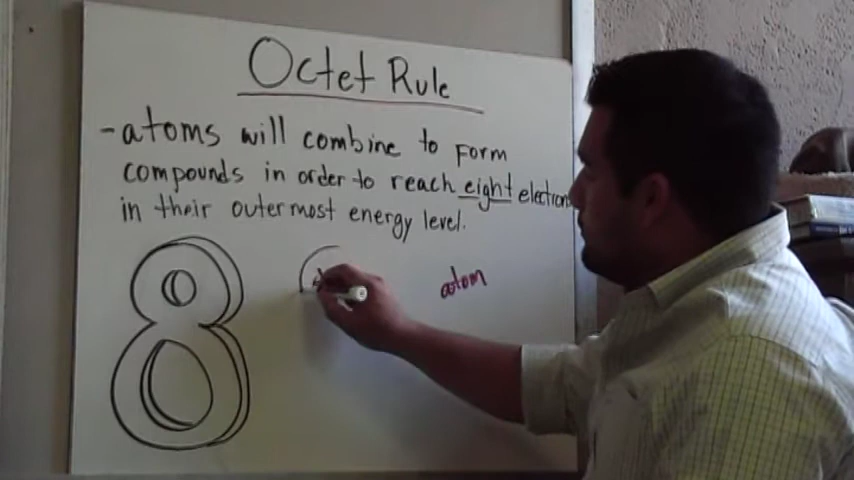 Octet Rule
- atoms will combine to form
compounds in order to reach eight electron
in their outermost energy level.
8
atom